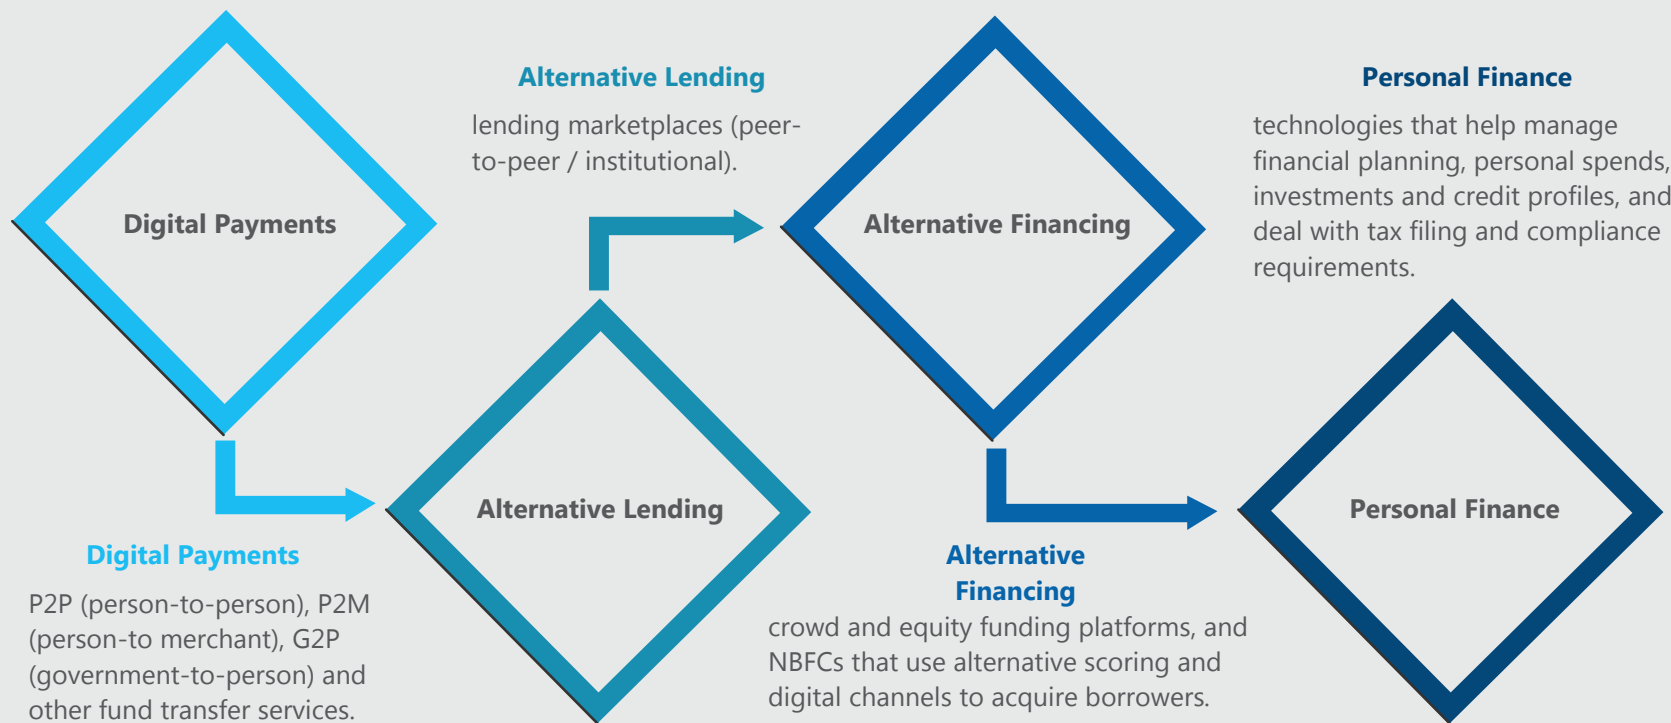 Digital Payments
Digital Payments
P2P (person-to-person), P2M
(person-to merchant), G2P
(government-to-person) and
other fund transfer services.
Alternative Lending
lending marketplaces (peer-
to-peer / institutional).
Alternative Lending
Alternative Financing
Alternative
Financing
crowd and equity funding platforms, and
NBFCs that use alternative scoring and
digital channels to acquire borrowers.
Personal Finance
technologies that help manage
financial planning, personal spends,
investments and credit profiles, and
deal with tax filing and compliance
requirements.
Personal Finance